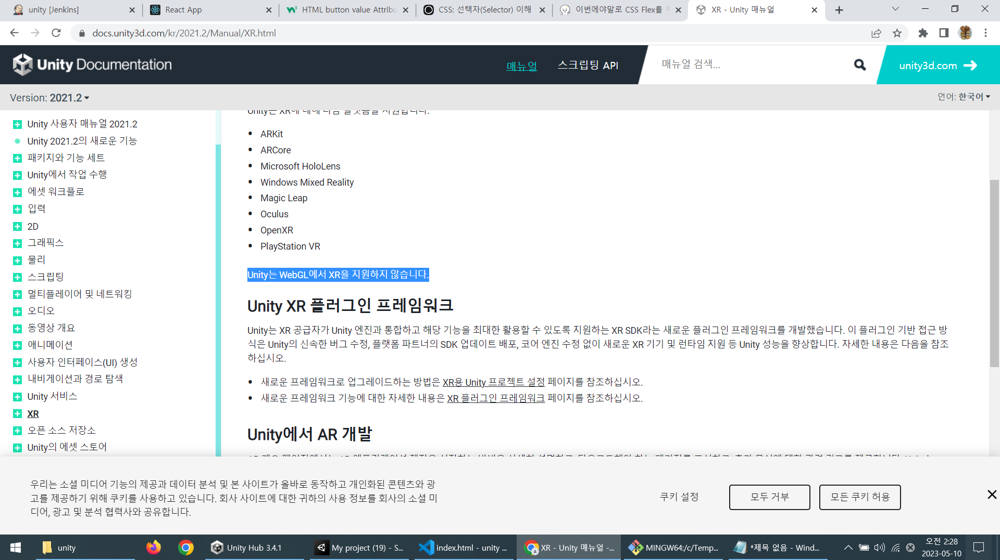 unity [Jenkins]
React App
HTML button value Attribu
CSS: 선택자(Selector) 이해
이번에야말로 CSS Flex를
XR - Unity 매뉴얼
docs.unity3d.com/kr/2021.2/Manual/XR.html
Unity Documentation
매뉴얼
스크립팅 API
매뉴얼 검색...
unity3d.com
Version: 2021.2
언어: 한국어
Unity 사용자 매뉴얼 2021.2
Unity 2021.2의 새로운 기능
패키지와 기능 세트
Unity에서 작업 수행
에셋 워크플로
입력
2D
그래픽스
물리
스크립팅
멀티플레이어 및 네트워킹
오디오
동영상 개요
애니메이션
사용자 인터페이스(UI) 생성
내비게이션과 경로 탐색
Unity 서비스
XR
오픈 소스 저장소
Unity의 에셋 스토어
Unity는 XR에 대해 다음 플랫폼을 지원합니다.
ARKit
ARCore
Microsoft HoloLens
Windows Mixed Reality
Magic Leap
Oculus
OpenXR
PlayStation VR
Unity는 WebGL에서 XR을 지원하지 않습니다.
Unity XR 플러그인 프레임워크
Unity는 XR 공급자가 Unity 엔진과 통합하고 해당 기능을 최대한 활용할 수 있도록 지원하는 XR SDK라는 새로운 플러그인 프레임워크를 개발했습니다. 이 플러그인 기반 접근 방
식은 Unity의 신속한 버그 수정, 플랫폼 파트너의 SDK 업데이트 배포, 코어 엔진 수정 없이 새로운 XR 기기 및 런타임 지원 등 Unity 성능을 향상합니다. 자세한 내용은 다음을 참조
하십시오.
새로운 프레임워크로 업그레이드하는 방법은 XR용 Unity 프로젝트 설정 페이지를 참조하십시오.
새로운 프레임워크 기능에 대한 자세한 내용은 XR 플러그인 프레임워크 페이지를 참조하십시오.
Unity에서 AR 개발
우리는 소셜 미디어 기능의 제공과 데이터 분석 및 본 사이트가 올바로 동작하고 개인화된 콘텐츠와 광
고를 제공하기 위해 쿠키를 사용하고 있습니다. 회사 사이트에 대한 귀하의 사용 정보를 회사의 소셜 미
디어, 광고 및 분석 협력사와 공유합니다.
쿠키 설정
모두 거부
모든 쿠키 허용
unity
Unity Hub 3.4.1
My project (19) - S...
index.html - unity ...
XR - Unity 매뉴얼 -...
MINGW64:/c/Temp...
*제목 없음 - Wind...
오전 2:28
2023-05-10